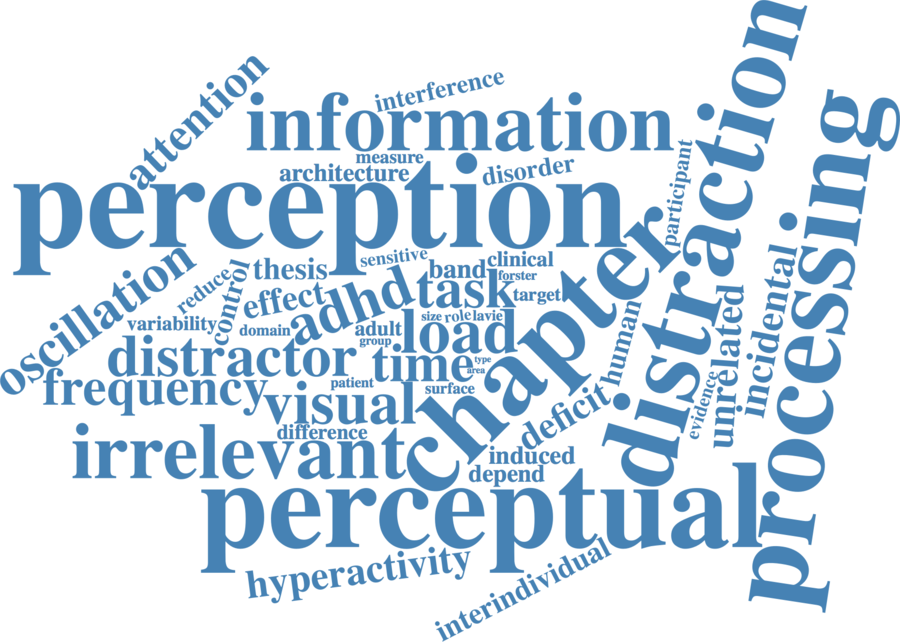 attention
interference
information
measure
architecture
disorder
perception
participant
distraction
processing
oscillation
reduce
control
thesis
sensitive
band
clinical
forster
effect
adhd
task
target
chapter
variability
domain
adult
group
size
role
lavie
load
human
unrelated
incidental
distractor
time
type
area
evidence
frequency
patient
surface
visual
deficit
difference
irrelevant
induced
depend
perceptual
hyperactivity
interindividual